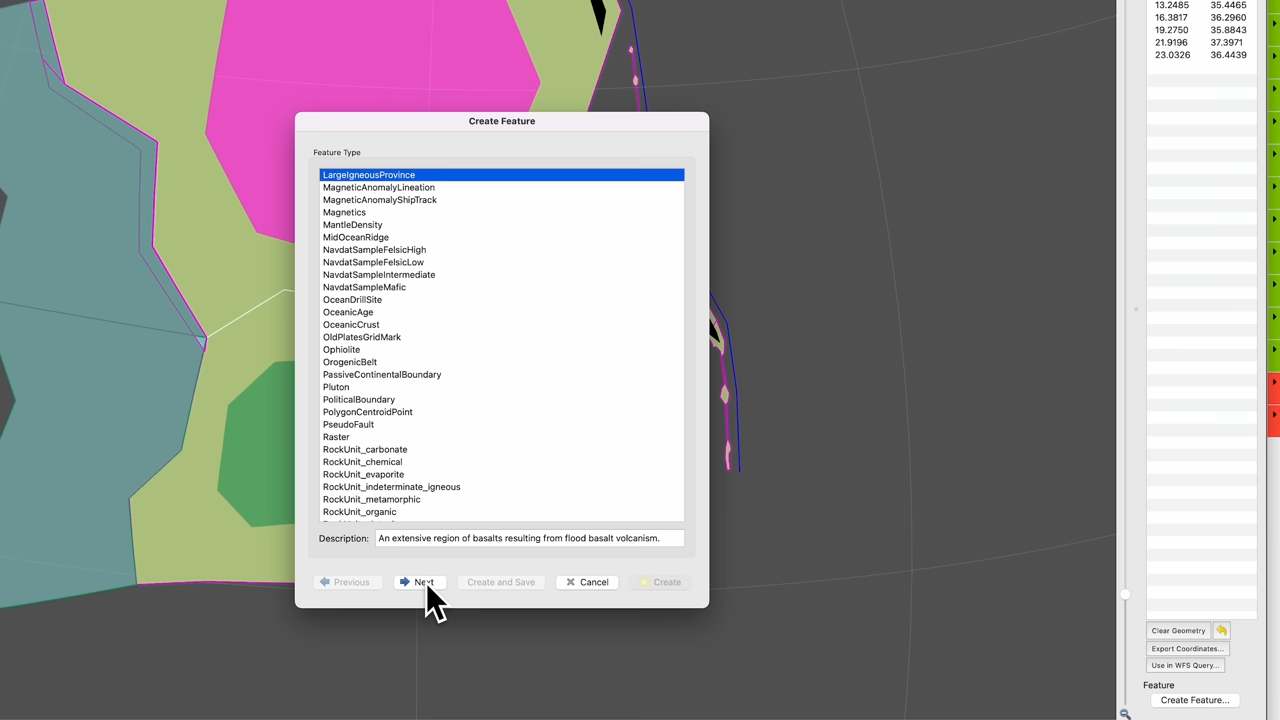 13.2485 35.4465
16.3817 36.2960
19.2750 35.8843
21.9196 37.3971
23.0326 36.4439
Create Feature
Feature Type
LargeIgneousProvince
MagneticAnomalyLineation
MagneticAnomalyShipTrack
Magnetics
MantleDensity
MidOceanRidge
NavdatSampleFelsicHigh
NavdatSampleFelsicLow
NavdatSampleIntermediate
NavdatSampleMafic
OceanDrillSite
OceanicAge
OceanicCrust
OldPlatesGridMark
Ophiolite
OrogenicBelt
PassiveContinentalBoundary
Pluton
PoliticalBoundary
PolygonCentroidPoint
PseudoFault
Raster
RockUnit_carbonate
RockUnit_chemical
RockUnit_evaporite
RockUnit_indeterminate_igneous
RockUnit_metamorphic
RockUnit_organic
Description: An extensive region of basalts resulting from flood basalt volcanism.
Previous Next Create and Save Cancel Create
Clear Geometry
Export Coordinates...
Use in WFS Query...
Feature
Create Feature...